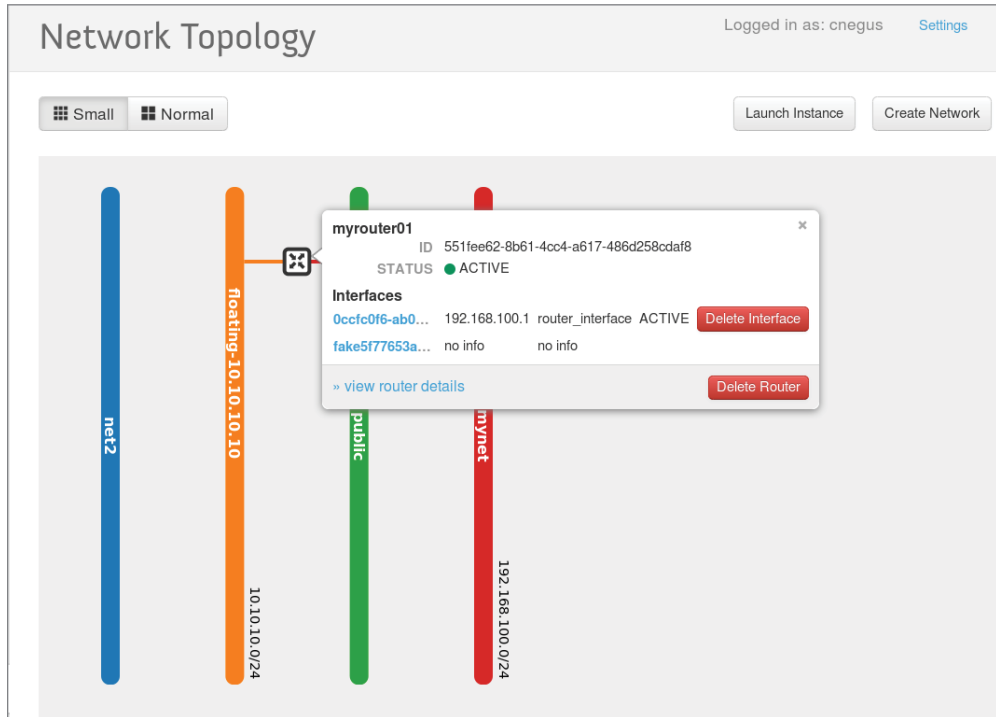 Network Topology
Logged in as: cnegus
Settings
Small
Normal
Launch Instance
Create Network
myrouter01
×
ID 551fee62-8b61-4cc4-a617-486d258cdaf8
STATUS ACTIVE
Interfaces
0ccfc0f6-ab0... 192.168.100.1 router_interface ACTIVE Delete Interface
fake5f77653a... no info no info
» view router details
Delete Router
net2
floating-10.10.10.10
10.10.10.0/24
public
mynet
192.168.100.0/24